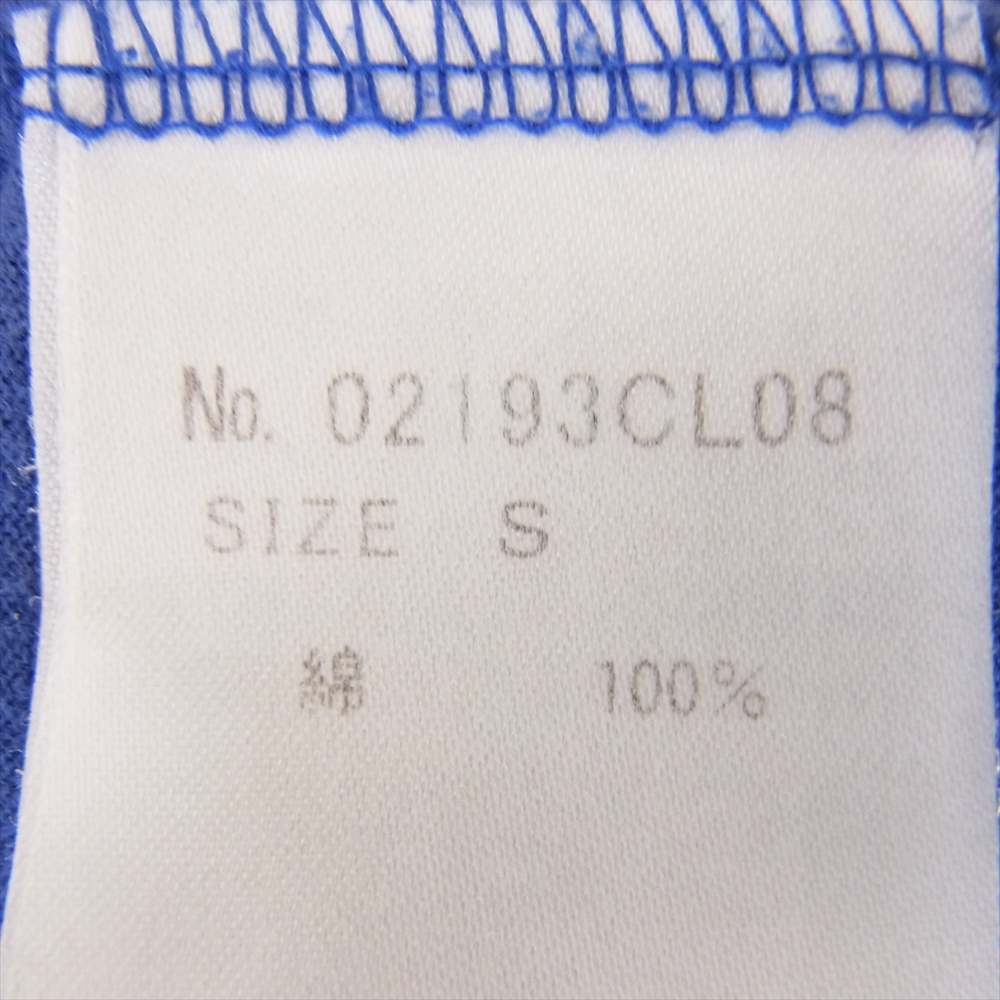 No. 02193CL08
SIZE S
綿 100%